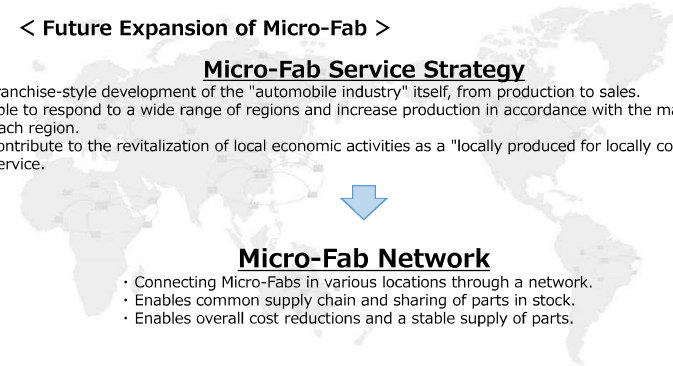 < Future Expansion of Micro-Fab >
Micro-Fab Service Strategy
ranchise-style development of the "automobile industry" itself, from production to sales.
ble to respond to a wide range of regions and increase production in accordance with the ma
ach region.
ontribute to the revitalization of local economic activities as a "locally produced for locally co
ervice.
Micro-Fab Network
・Connecting Micro-Fabs in various locations through a network.
・Enables common supply chain and sharing of parts in stock.
・Enables overall cost reductions and a stable supply of parts.